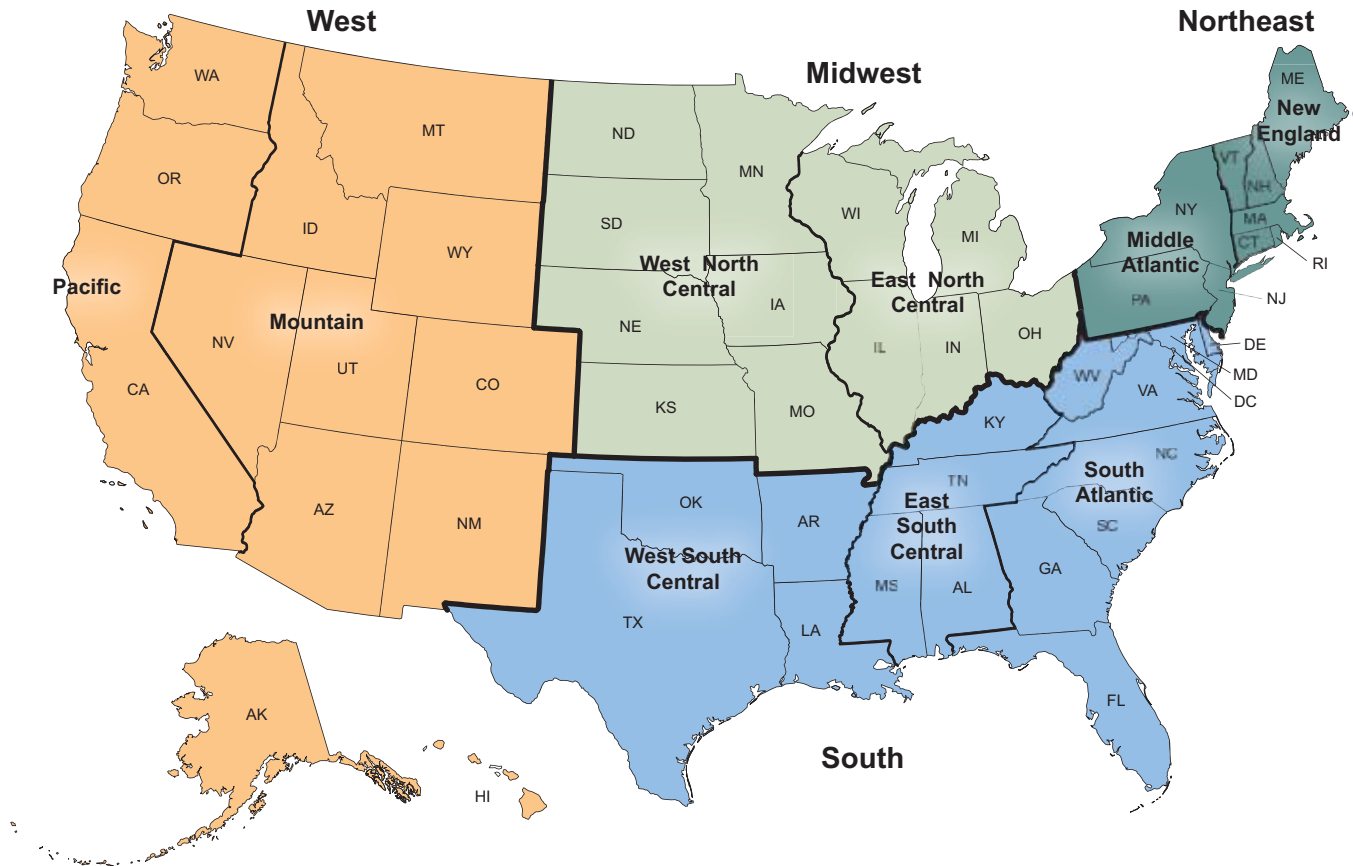 West
Northeast
Midwest
ME
New
England
WA
MT
ND
MN
VT
NH
OR
ID
WY
SD
WI
MI
NY
MA
CT
RI
Pacific
Mountain
West North
Central
East North
Central
Middle
Atlantic
PA
NJ
NV
UT
CO
NE
IA
IL
IN
OH
DE
MD
DC
CA
KS
MO
WV
VA
KY
AZ
NM
OK
AR
TN
NC
South
Atlantic
SC
West South
Central
East
South
Central
MS
AL
GA
TX
LA
FL
AK
HI
South